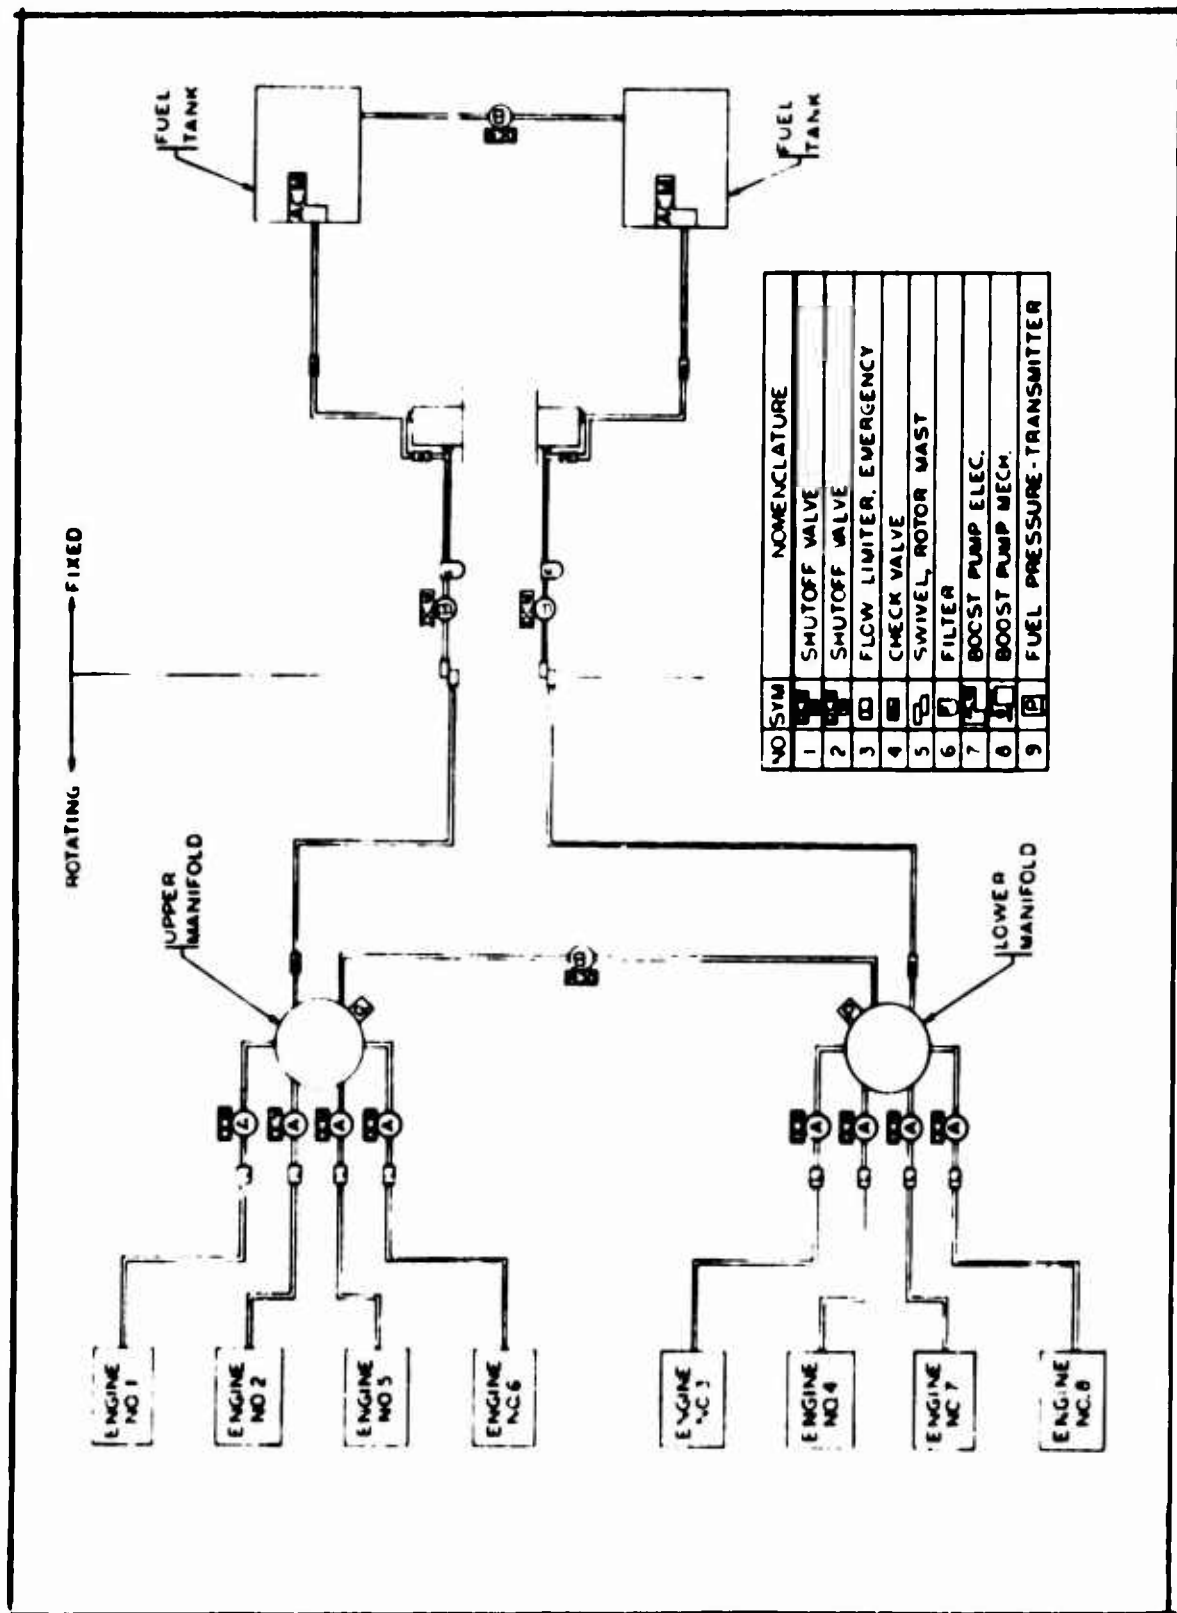 ROTATING
FIXED
FUEL
TANK
FUEL
TANK
UPPER
MANIFOLD
LOWER
MANIFOLD
ENGINE
NO 1
ENGINE
NO 2
ENGINE
NO 5
ENGINE
NO.6
ENGINE
NO 3
ENGINE
NO.4
ENGINE
NO 7
ENGINE
NO.8
A
A
A
A
A
A
A
NO SYM NOMENCLATURE
1 SHUTOFF VALVE
2 SHUTOFF VALVE
3 FLOW LIMITER, EMERGENCY
4 CHECK VALVE
5 SWIVEL, ROTOR MAST
6 FILTER
7 BOOST PUMP ELEC.
8 BOOST PUMP MECH.
9 P FUEL PRESSURE-TRANSMITTER